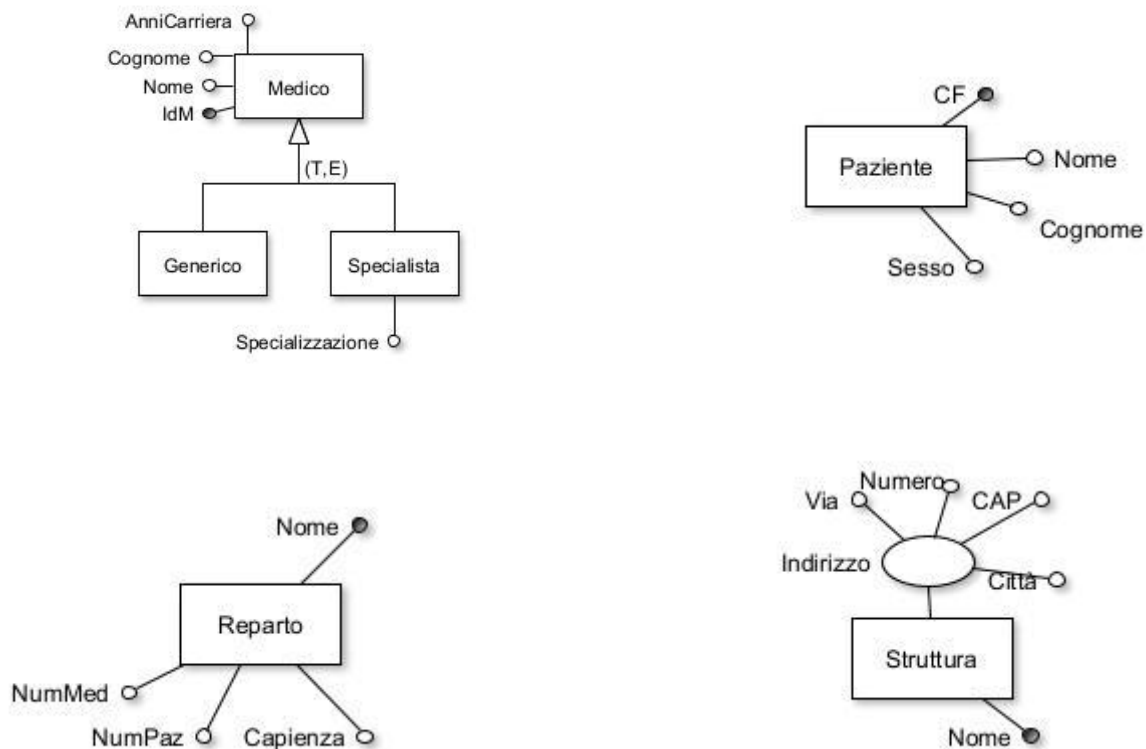 AnniCarriera
Cognome
Nome
IdM
Medico
(T,E)
Generico
Specialista
Specializzazione
CF
Paziente
Nome
Cognome
Sesso
Nome
Reparto
NumMed
NumPaz
Capienza
Via
Numero
CAP
Indirizzo
Città
Struttura
Nome